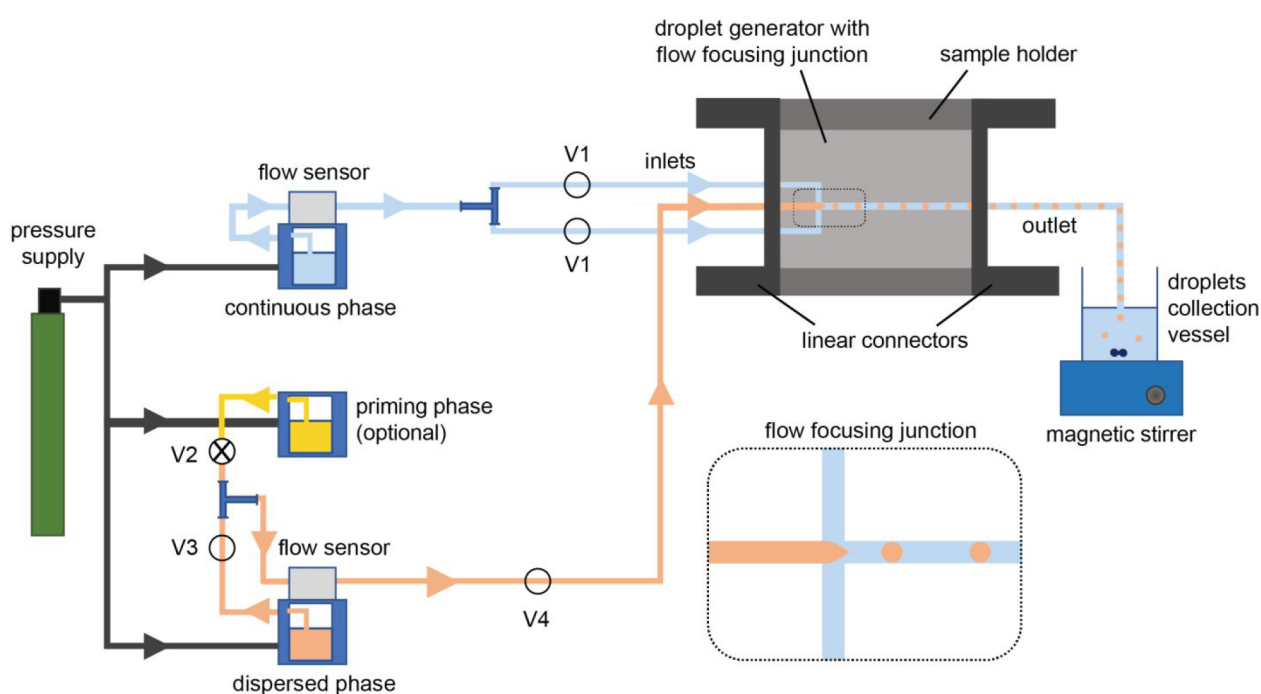 droplet generator with
flow focusing junction
sample holder
V1
inlets
flow sensor
pressure
supply
V1
outlet
continuous phase
droplets
collection
vessel
linear connectors
priming phase
(optional)
V2
magnetic stirrer
flow focusing junction
V3
flow sensor
V4
dispersed phase